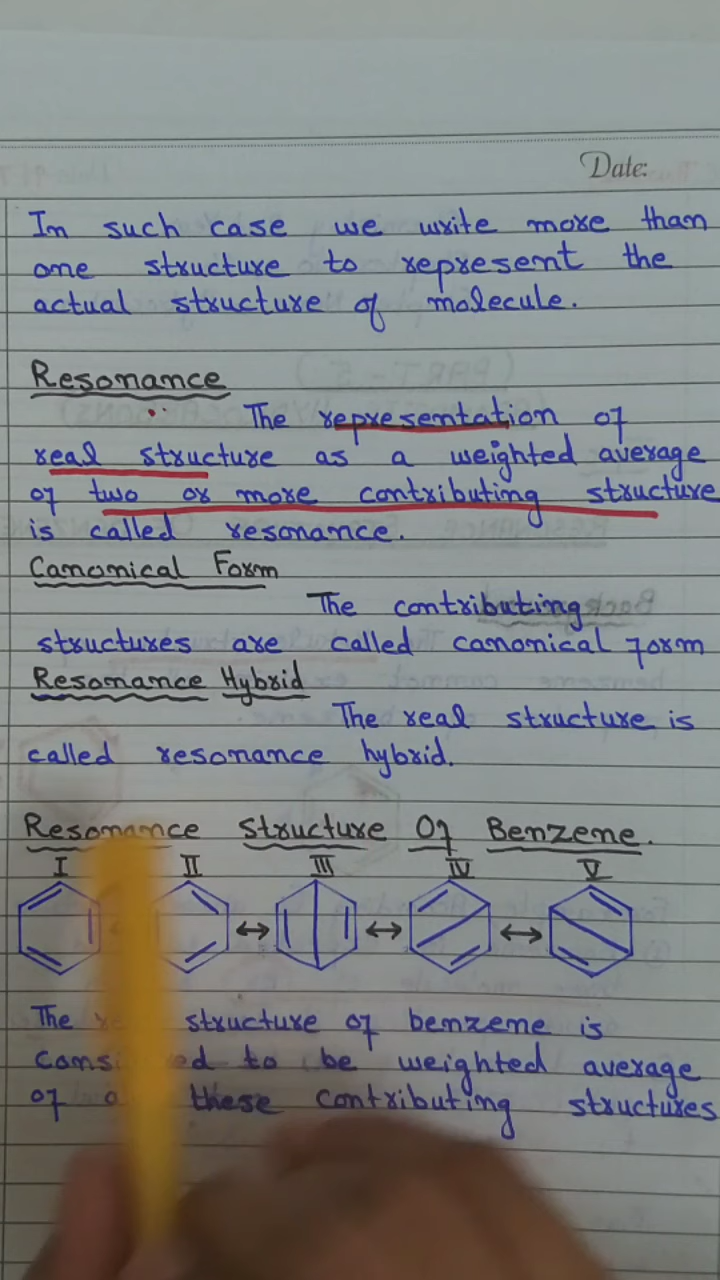 Date:
In such case we write more than
one structure to represent the
actual structure of molecule.
Resonance
The representation of
real structure as a weighted average
of two or more contributing structure
is called resonance.
Canonical Form
The contributing
structures are called canonical form
Resonance Hybrid
The real structure is
called resonance hybrid.
Resonance Structure Of Benzene.
I II III IV V
The structure of benzene is
to be weighted average
of these contributing structures